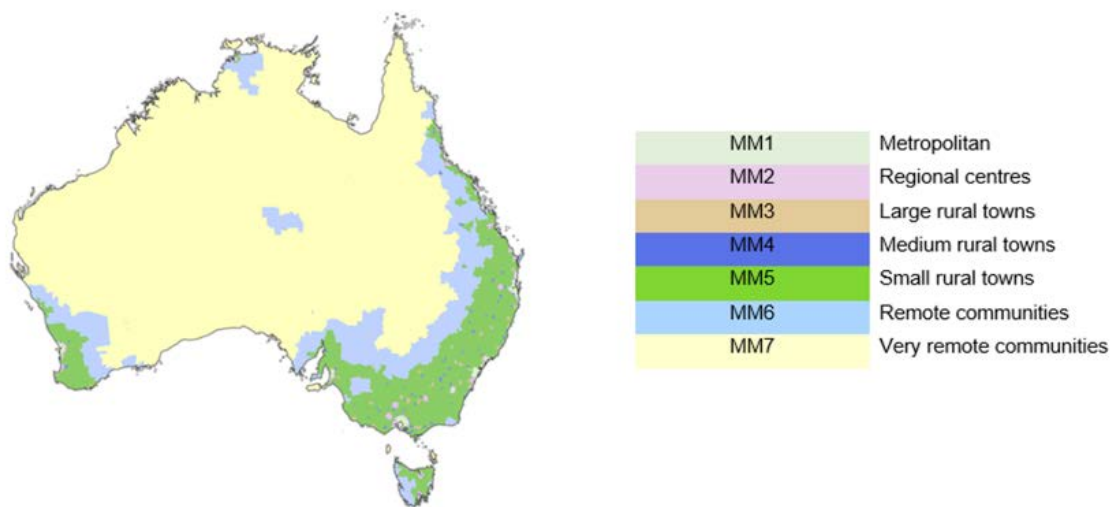 MM1 Metropolitan
MM2 Regional centres
MM3 Large rural towns
MM4 Medium rural towns
MM5 Small rural towns
MM6 Remote communities
MM7 Very remote communities